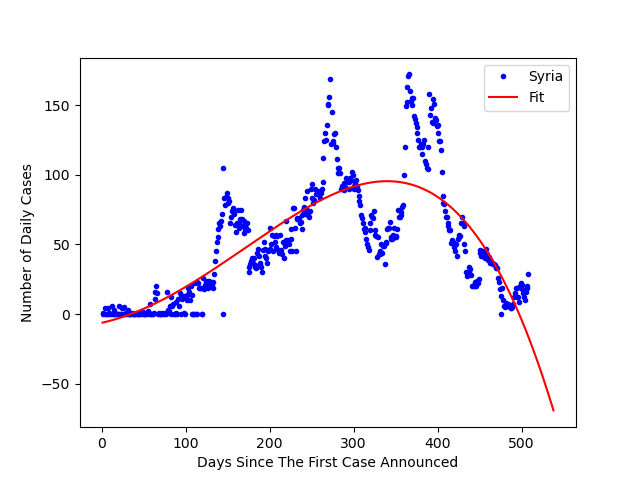 Syria
Fit
Number of Daily Cases
150
100
50
0
−50
0 100 200 300 400 500
Days Since The First Case Announced